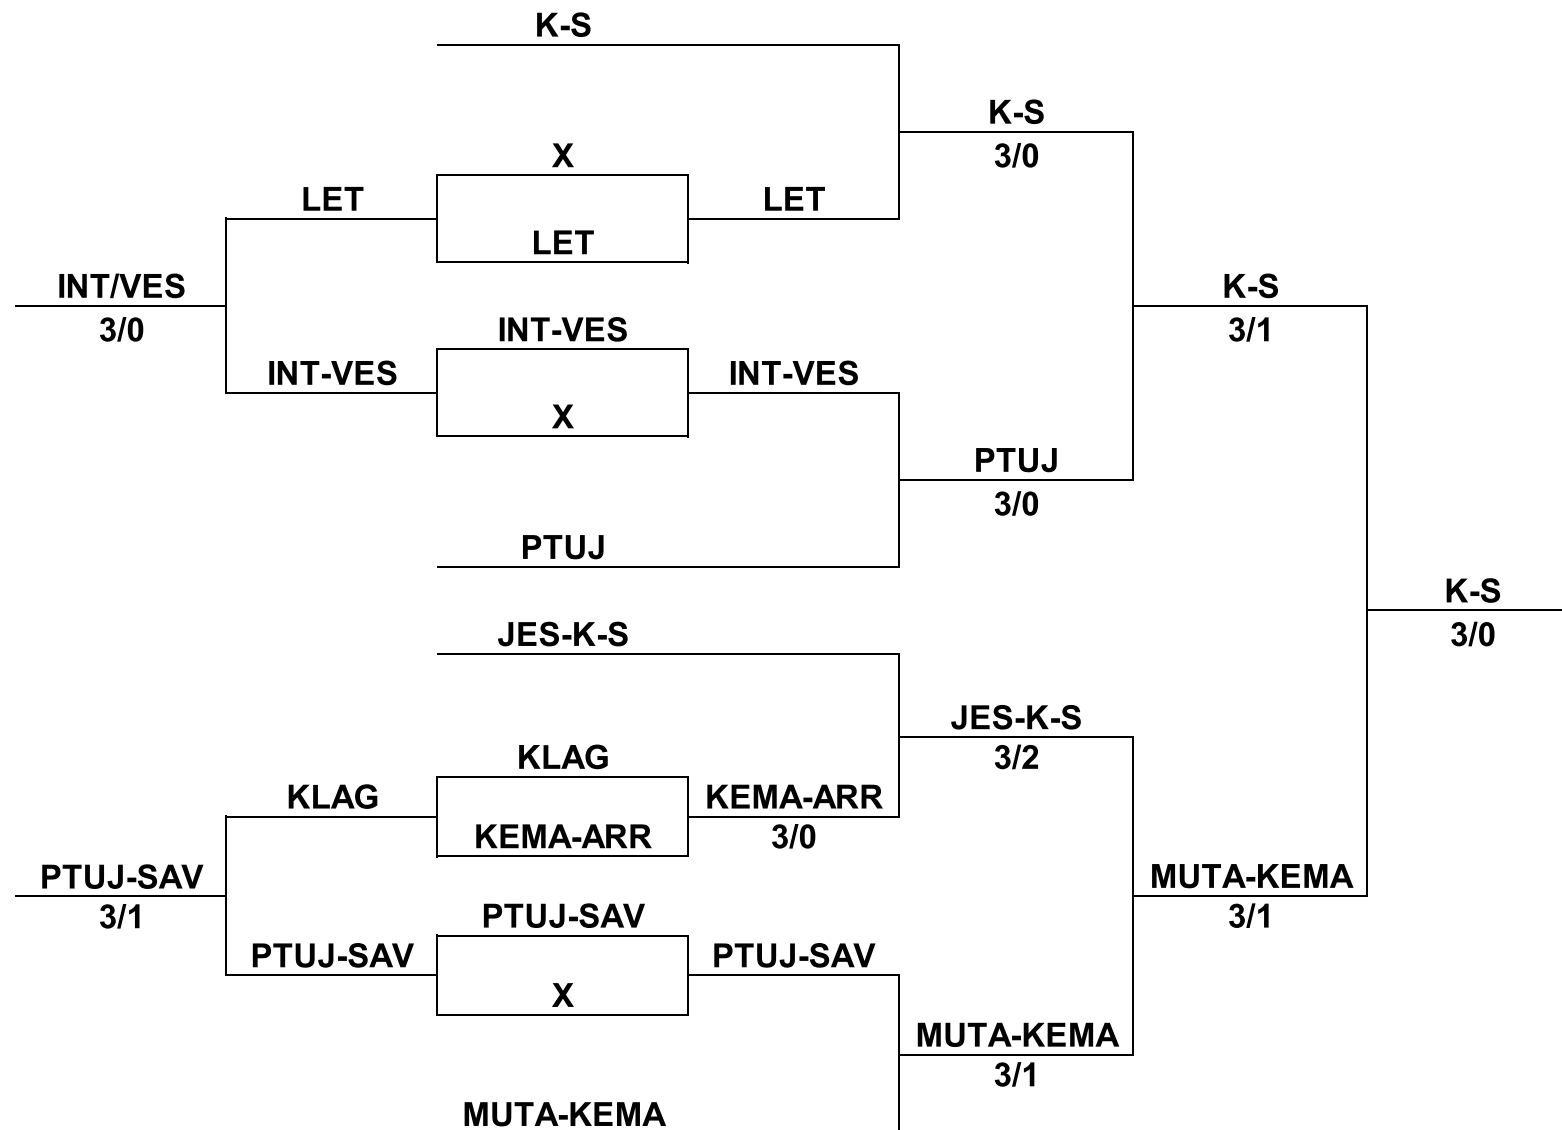 K-S
K-S
3/0
X
LET
LET
LET
INT/VES
3/0
K-S
3/1
INT-VES
INT-VES
INT-VES
X
PTUJ
3/0
PTUJ
K-S
3/0
JES-K-S
JES-K-S
3/2
KLAG
KLAG
KEMA-ARR
3/0
KEMA-ARR
PTUJ-SAV
3/1
MUTA-KEMA
3/1
PTUJ-SAV
PTUJ-SAV
PTUJ-SAV
X
MUTA-KEMA
3/1
MUTA-KEMA